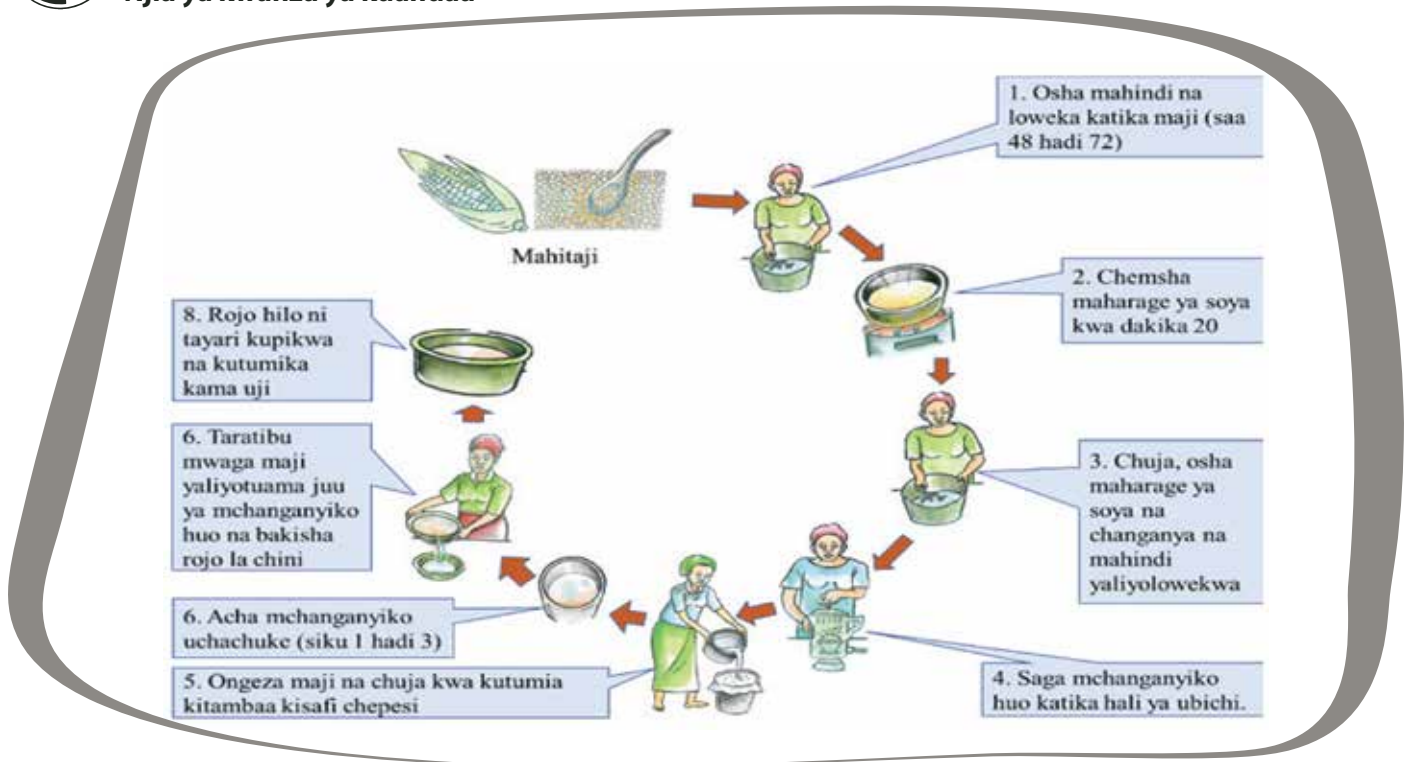 Mahitaji
1. Osha mahindi na
loweka katika maji (saa
48 hadi 72)
2. Chemsha
maharage ya soya
kwa dakika 20
3. Chuja, osha
maharage ya
soya na
changanya na
mahindi
yaliyolowekwa
4. Saga mchanganyiko
huo katika hali ya ubichi.
5. Ongeza maji na chuja kwa kutumia
kitambaa kisafi chepesi
6. Acha mchanganyiko
uchachuke (siku 1 hadi 3)
6. Taratibu
mwaga maji
yaliyotuama juu
ya mchanganyiko
huo na bakisha
rojo la chini
8. Rojo hilo ni
tayari kupikwa
na kutumika
kama uji